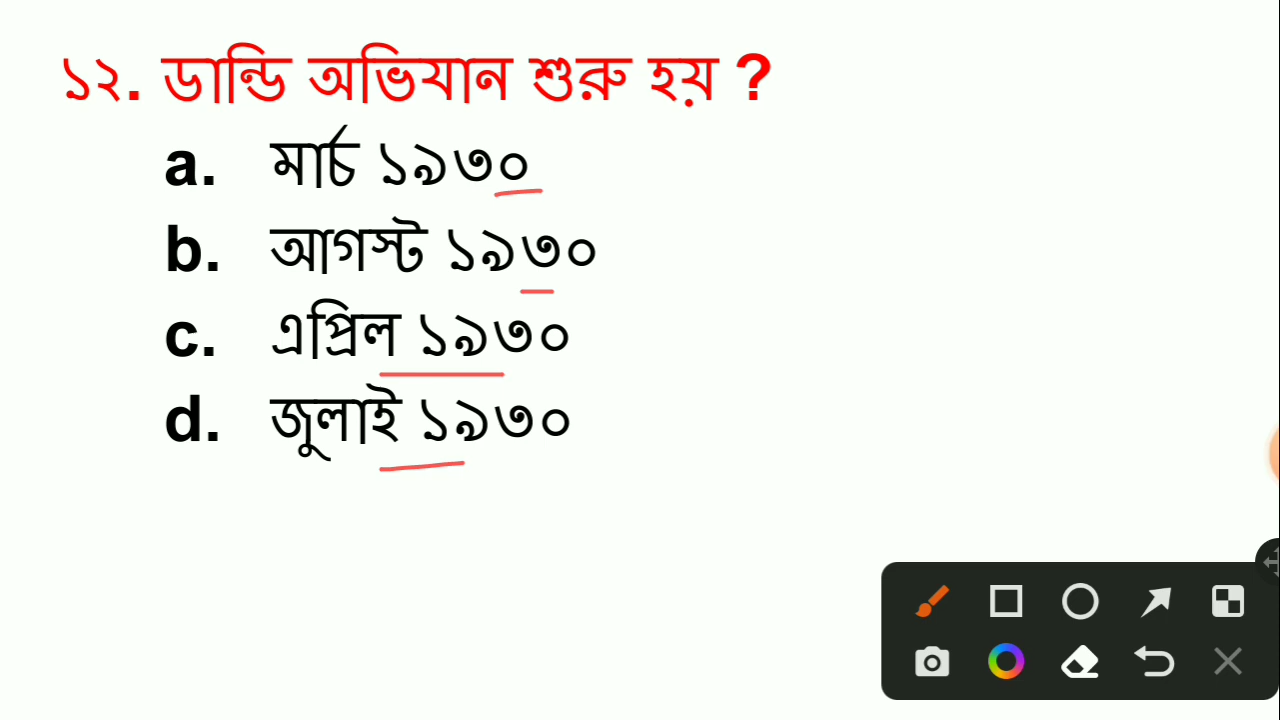 ১২. ডান্ডি অভিযান শুরু হয় ?
a. মার্চ ১৯৩০
b. আগস্ট ১৯৩০
c. এপ্রিল ১৯৩০
d. জুলাই ১৯৩০